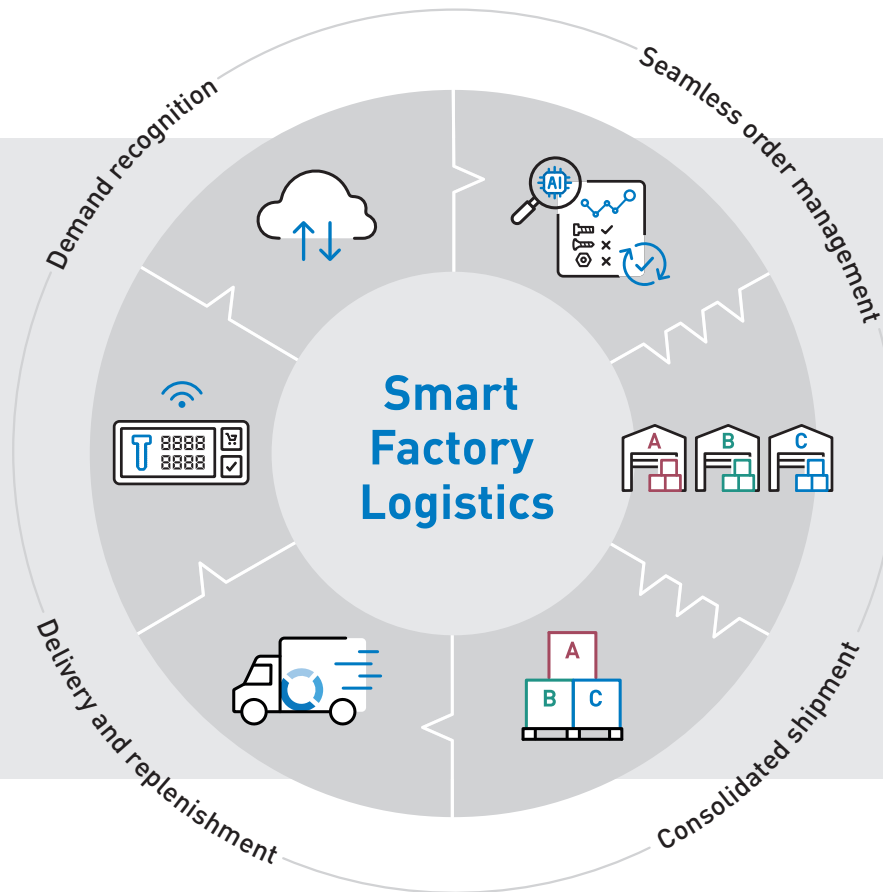 Demand recognition
Seamless order management
AI
Smart
Factory
Logistics
8888
8888
A
B
C
A
B
C
Delivery and replenishment
Consolidated shipment